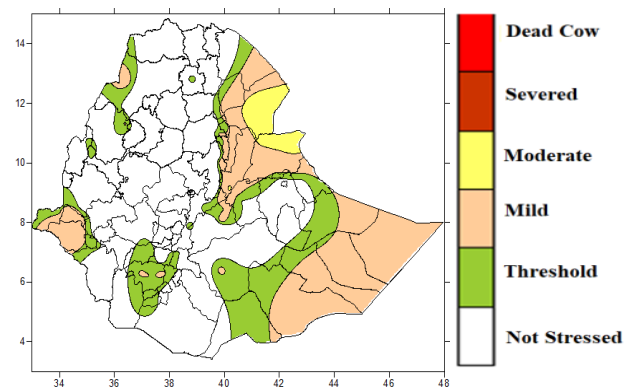 14
12
10
8
6
4
34 36 38 40 42 44 46 48
Dead Cow
Severed
Moderate
Mild
Threshold
Not Stressed